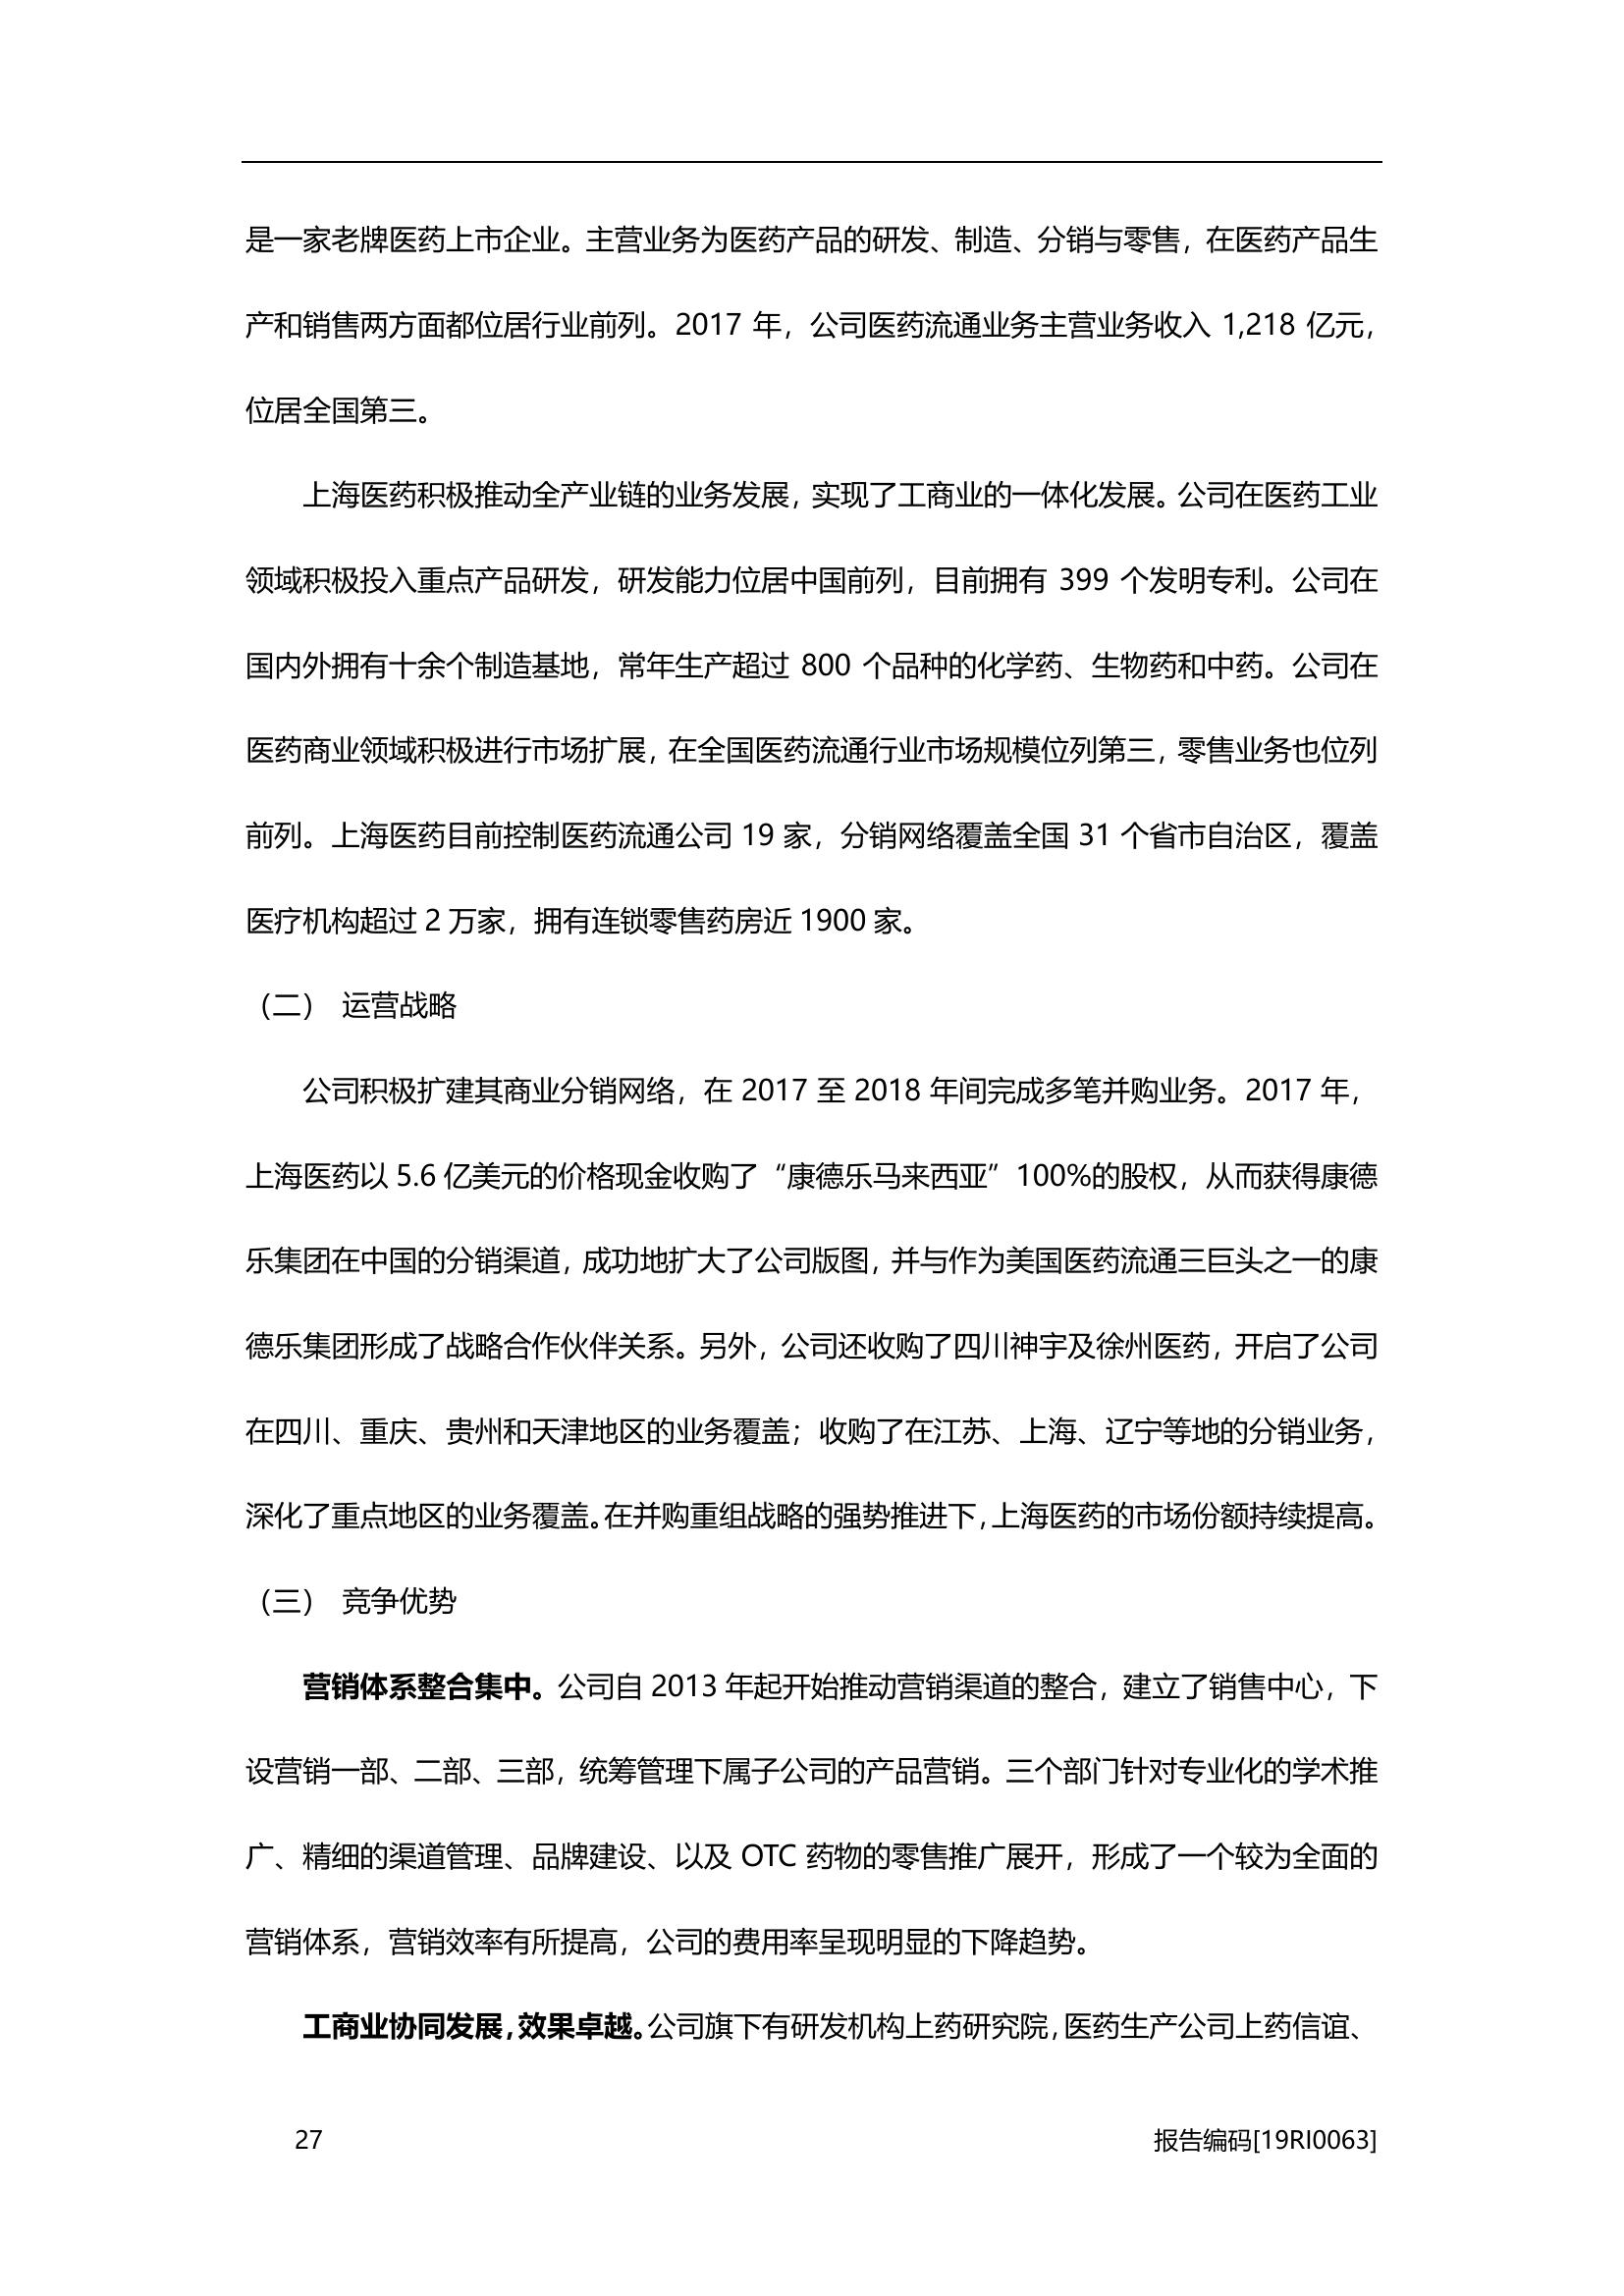 是一家老牌医药上市企业。主营业务为医药产品的研发、制造、分销与零售，在医药产品生
产和销售两方面都位居行业前列。2017 年，公司医药流通业务主营业务收入 1,218 亿元，
位居全国第三。
上海医药积极推动全产业链的业务发展，实现了工商业的一体化发展。公司在医药工业
领域积极投入重点产品研发，研发能力位居中国前列，目前拥有 399 个发明专利。公司在
国内外拥有十余个制造基地，常年生产超过 800 个品种的化学药、生物药和中药。公司在
医药商业领域积极进行市场扩展，在全国医药流通行业市场规模位列第三，零售业务也位列
前列。上海医药目前控制医药流通公司 19 家，分销网络覆盖全国 31 个省市自治区，覆盖
医疗机构超过 2 万家，拥有连锁零售药房近 1900 家。
（二） 运营战略
公司积极扩建其商业分销网络，在 2017 至 2018 年间完成多笔并购业务。2017 年，
上海医药以 5.6 亿美元的价格现金收购了“康德乐马来西亚”100%的股权，从而获得康德
乐集团在中国的分销渠道，成功地扩大了公司版图，并与作为美国医药流通三巨头之一的康
德乐集团形成了战略合作伙伴关系。另外，公司还收购了四川神宇及徐州医药，开启了公司
在四川、重庆、贵州和天津地区的业务覆盖；收购了在江苏、上海、辽宁等地的分销业务，
深化了重点地区的业务覆盖。在并购重组战略的强势推进下，上海医药的市场份额持续提高。
（三） 竞争优势
营销体系整合集中。公司自 2013 年起开始推动营销渠道的整合，建立了销售中心，下
设营销一部、二部、三部，统筹管理下属子公司的产品营销。三个部门针对专业化的学术推
广、精细的渠道管理、品牌建设、以及 OTC 药物的零售推广展开，形成了一个较为全面的
营销体系，营销效率有所提高，公司的费用率呈现明显的下降趋势。
工商业协同发展，效果卓越。公司旗下有研发机构上药研究院，医药生产公司上药信谊、
27 报告编码[19RI0063]